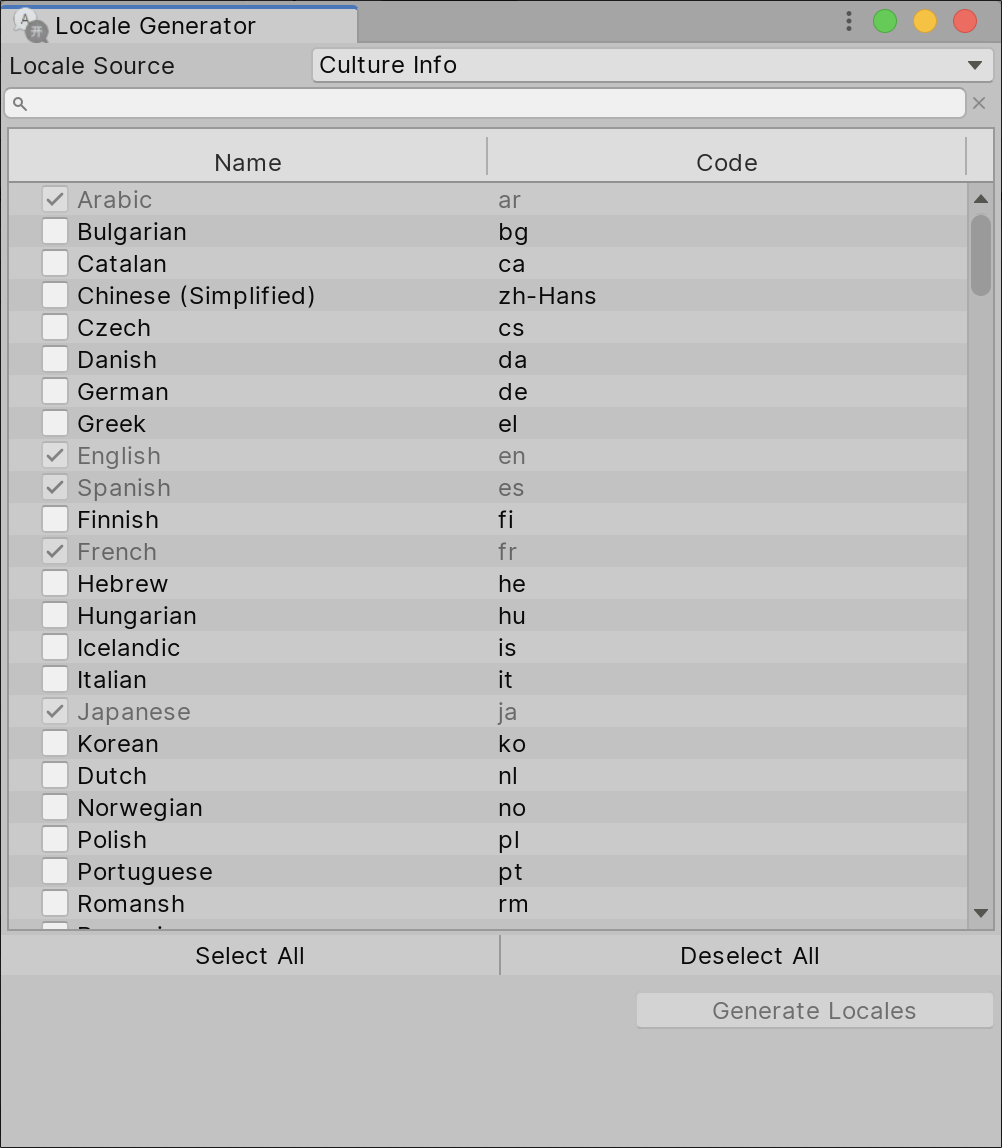 Locale Generator
Locale Source Culture Info
Name Code
Arabic ar
Bulgarian bg
Catalan ca
Chinese (Simplified) zh-Hans
Czech cs
Danish da
German de
Greek el
English en
Spanish es
Finnish fi
French fr
Hebrew he
Hungarian hu
Icelandic is
Italian it
Japanese ja
Korean ko
Dutch nl
Norwegian no
Polish pl
Portuguese pt
Romansh rm
Select All Deselect All
Generate Locales